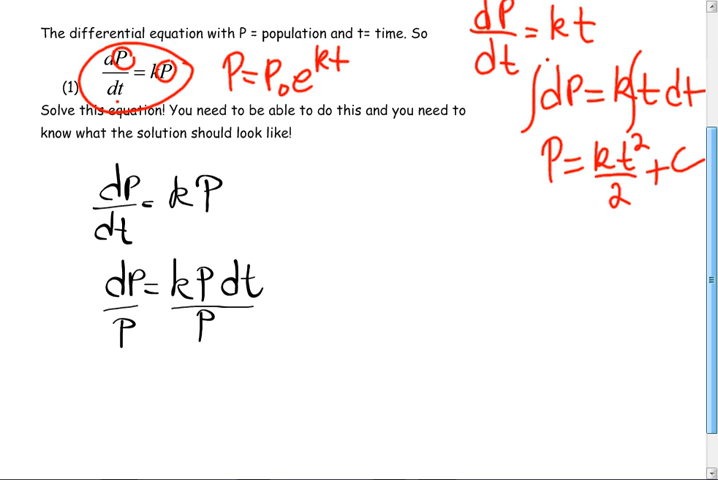 The differential equation with P = population and t= time. So
(1) dP/dt = kP
P=P₀e^kt
Solve this equation! You need to be able to do this and you need to
know what the solution should look like!
dP/dt = kt
∫dP=k∫t dt
P=kt²/2+C
dP/dt = kP
dP/P = kP dt/P